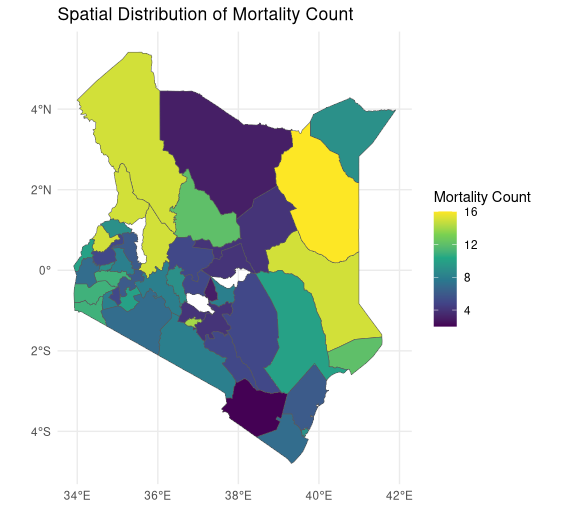 Spatial Distribution of Mortality Count
4°N
2°N
0°
2°S
4°S
34°E
36°E
38°E
40°E
42°E
Mortality Count
16
12
8
4